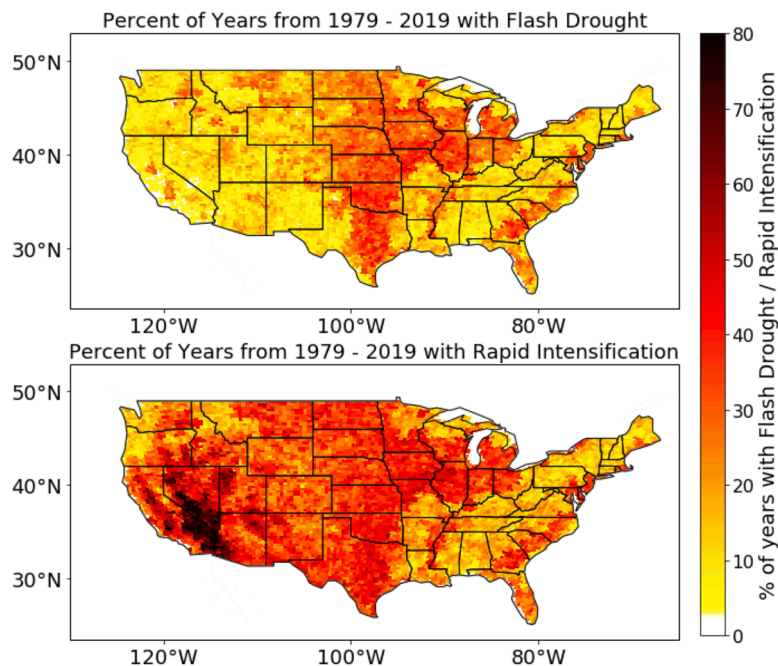 Percent of Years from 1979 - 2019 with Flash Drought
50°N
40°N
30°N
120°W 100°W 80°W
Percent of Years from 1979 - 2019 with Rapid Intensification
50°N
40°N
30°N
120°W 100°W 80°W
80
70
60
50
40
30
20
10
0
% of years with Flash Drought / Rapid Intensification